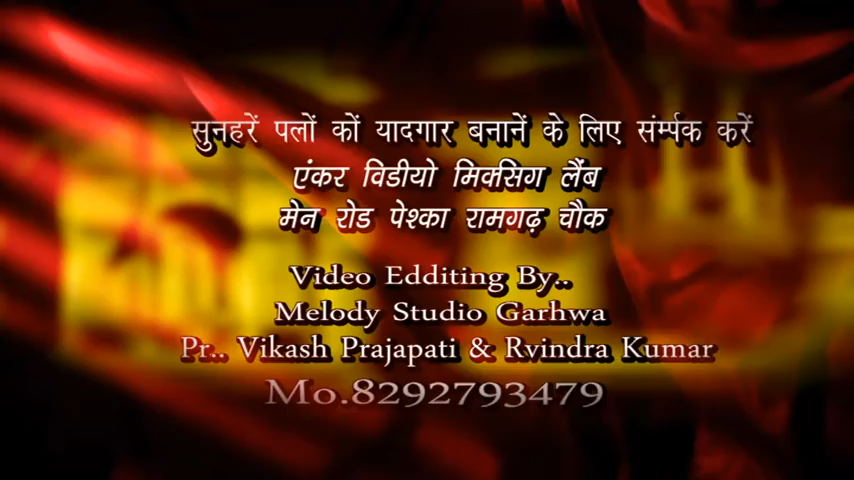 सुनहरें पलों कों यादगार बनानें के लिए संर्म्पक करें
एंकर विडीयो मिक्सिग लैंब
मेन रोड पेश्का रामगढ़ चौक
Video Edditing By..
Melody Studio Garhwa
Pr.. Vikash Prajapati & Rvindra Kumar
Mo.8292793479